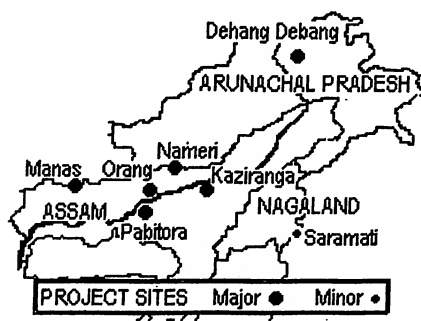 Dehang Debang
ARUNACHAL PRADESH
Nameri
Manas Orang
Kaziranga
ASSAM
NAGALAND
Pabitora
Saramati
PROJECT SITES Major Minor